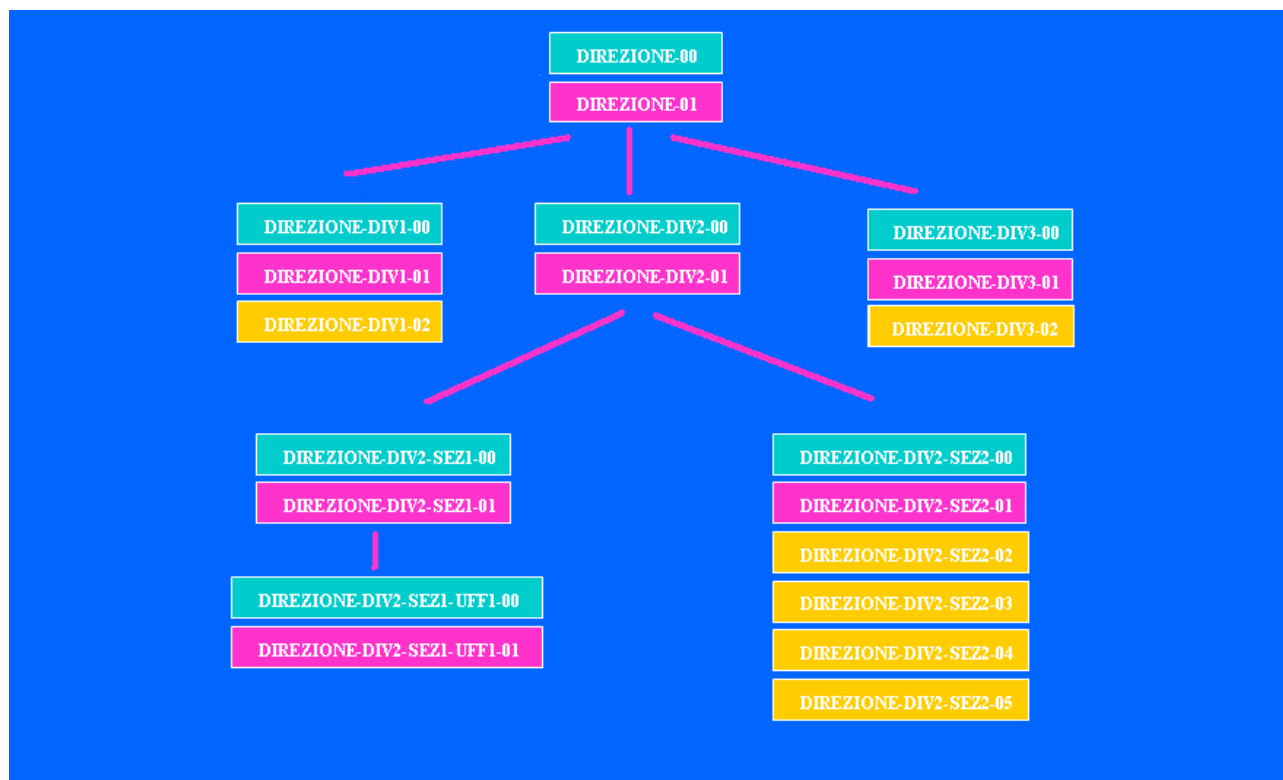 DIREZIONE-00
DIREZIONE-01
DIREZIONE-DIV1-00
DIREZIONE-DIV1-01
DIREZIONE-DIV1-02
DIREZIONE-DIV2-00
DIREZIONE-DIV2-01
DIREZIONE-DIV3-00
DIREZIONE-DIV3-01
DIREZIONE-DIV3-02
DIREZIONE-DIV2-SEZ1-00
DIREZIONE-DIV2-SEZ1-01
DIREZIONE-DIV2-SEZ1-UFF1-00
DIREZIONE-DIV2-SEZ1-UFF1-01
DIREZIONE-DIV2-SEZ2-00
DIREZIONE-DIV2-SEZ2-01
DIREZIONE-DIV2-SEZ2-02
DIREZIONE-DIV2-SEZ2-03
DIREZIONE-DIV2-SEZ2-04
DIREZIONE-DIV2-SEZ2-05